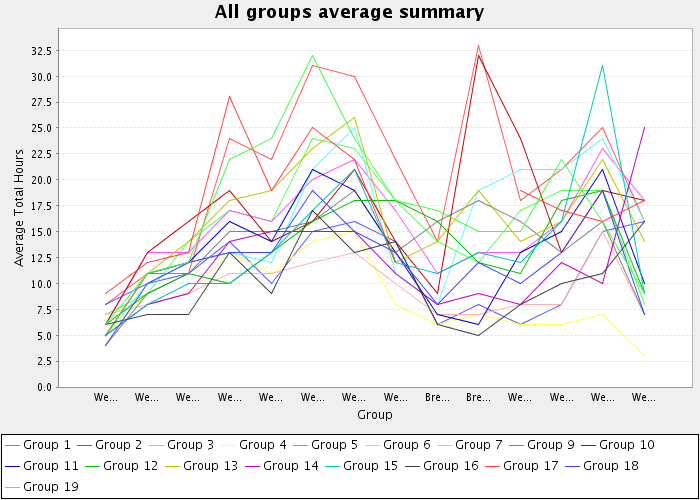 All groups average summary
32.5
30.0
27.5
25.0
22.5
20.0
17.5
15.0
12.5
10.0
7.5
5.0
2.5
0.0
Average Total Hours
We... We... We... We... We... We... We... We... Bre... Bre... We... We... We... We...
Group
Group 1 Group 2 Group 3 Group 4 Group 5 Group 6 Group 7 Group 9 Group 10
Group 11 Group 12 Group 13 Group 14 Group 15 Group 16 Group 17 Group 18
Group 19